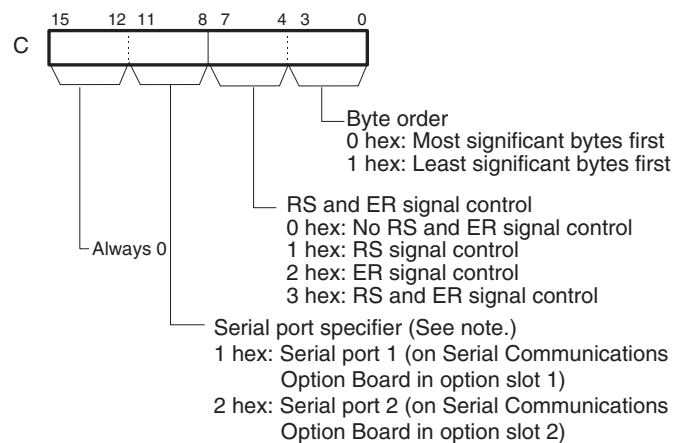 15 12 11 8 7 4 3 0
C
Byte order
0 hex: Most significant bytes first
1 hex: Least significant bytes first
RS and ER signal control
0 hex: No RS and ER signal control
1 hex: RS signal control
2 hex: ER signal control
3 hex: RS and ER signal control
Always 0
Serial port specifier (See note.)
1 hex: Serial port 1 (on Serial Communications
Option Board in option slot 1)
2 hex: Serial port 2 (on Serial Communications
Option Board in option slot 2)